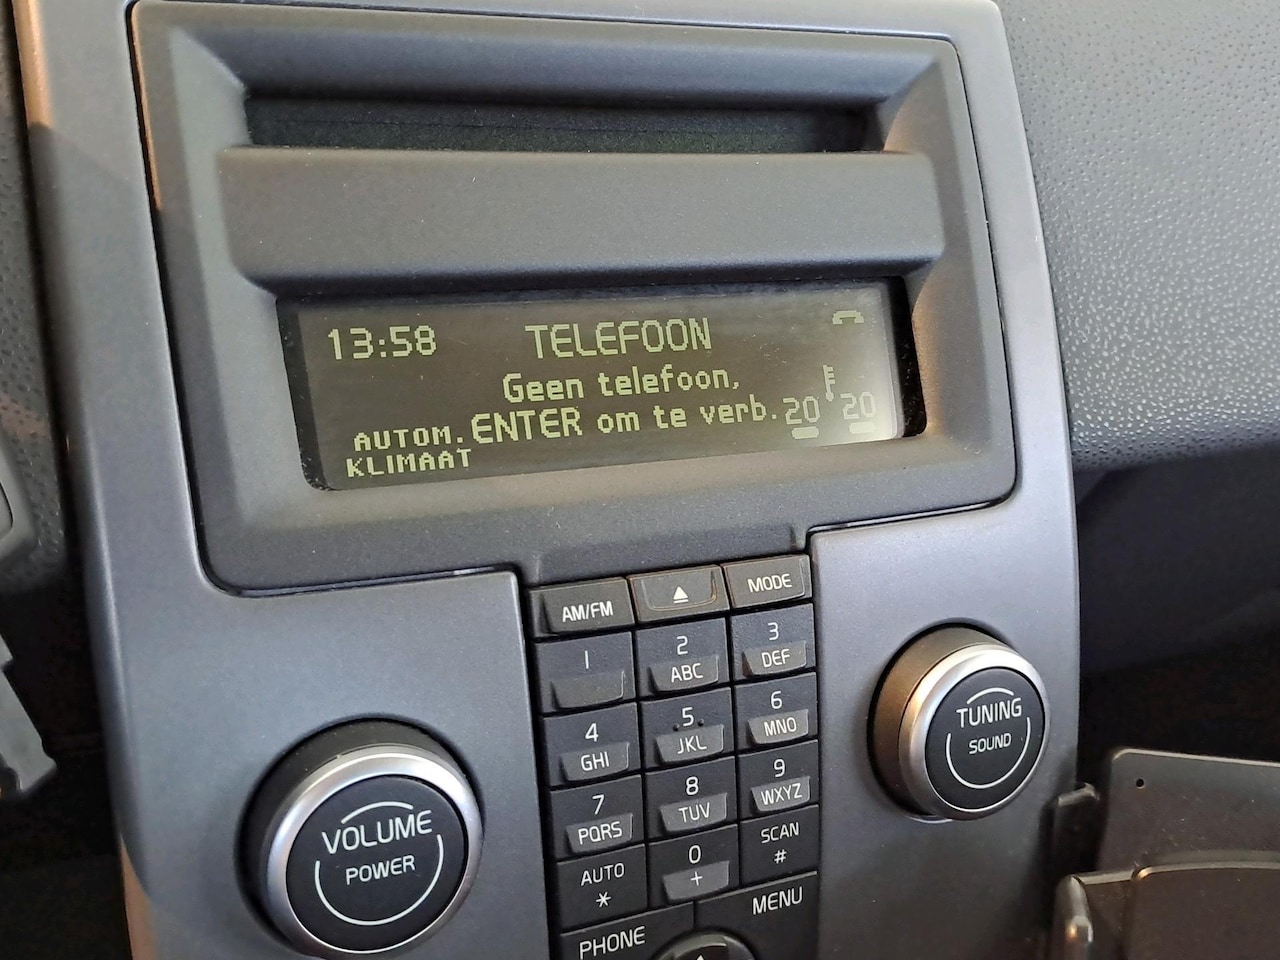 13:58 TELEFOON
Geen telefoon,
AUTOM. ENTER om te verb. 20 20
KLIMAAT
AM/FM MODE
1 2 ABC 3 DEF
4 GHI 5 JKL 6 MNO
7 PQRS 8 TUV 9 WXYZ
AUTO * 0 + SCAN #
PHONE MENU
VOLUME
POWER
TUNING
SOUND